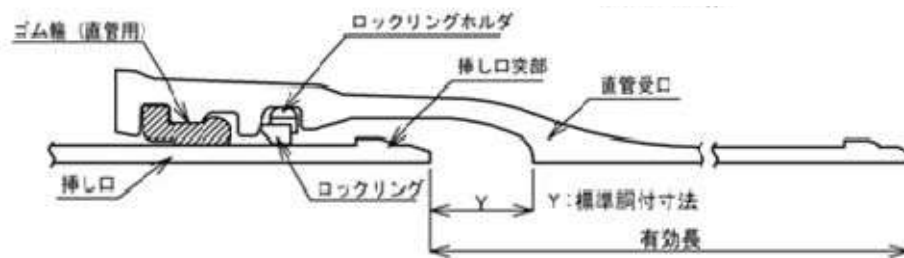 ロックリングホルダ
ゴム輪（直管用）
挿し口突部
直管受口
挿し口
ロックリング
Y
Y：標準胴付寸法
有効長